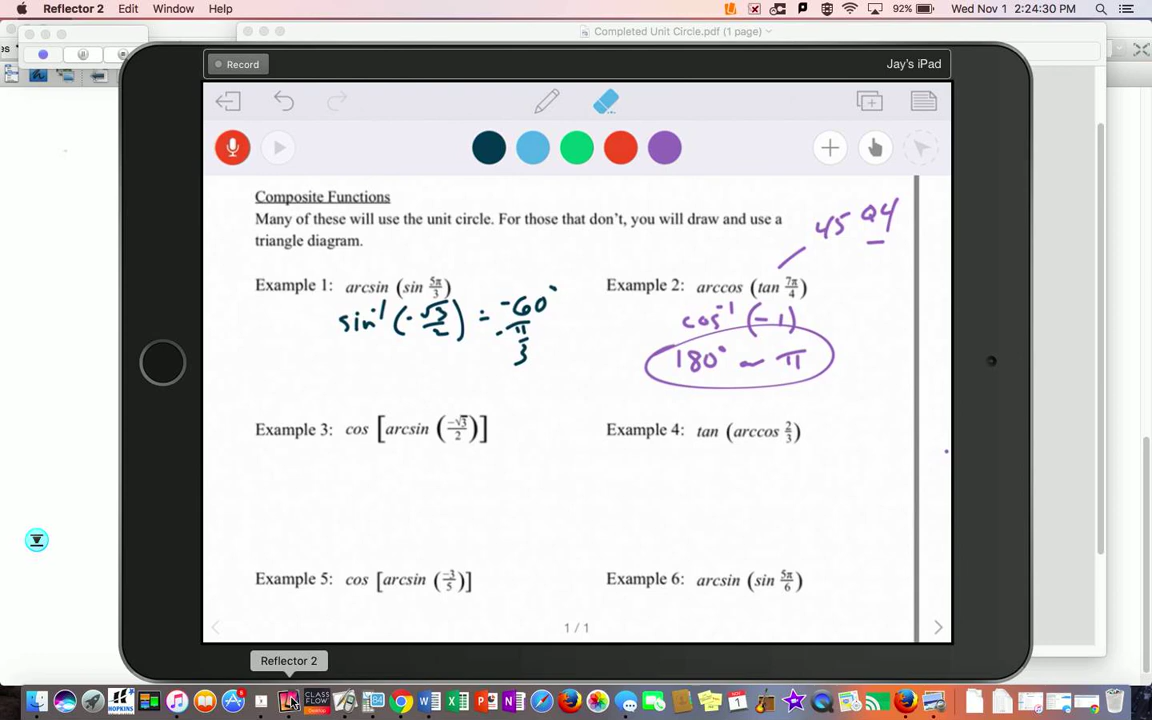 Reflector 2 Edit Window Help 92% Wed Nov 1 2:24:30 PM
Completed Unit Circle.pdf (1 page)
Record Jay's iPad
Composite Functions
Many of these will use the unit circle. For those that don't, you will draw and use a
triangle diagram.
45 Q4
Example 1: arcsin (sin 5π/3)
sin⁻¹ (-√3/2) = -60°
-π/3
Example 2: arccos (tan 7π/4)
cos⁻¹ (-1)
180° ~ π
Example 3: cos [arcsin (-√3/2)]
Example 4: tan (arccos 2/3)
Example 5: cos [arcsin (-3/5)]
Example 6: arcsin (sin 5π/6)
1 / 1
Reflector 2
HOPKINS
CLASS
FLOW